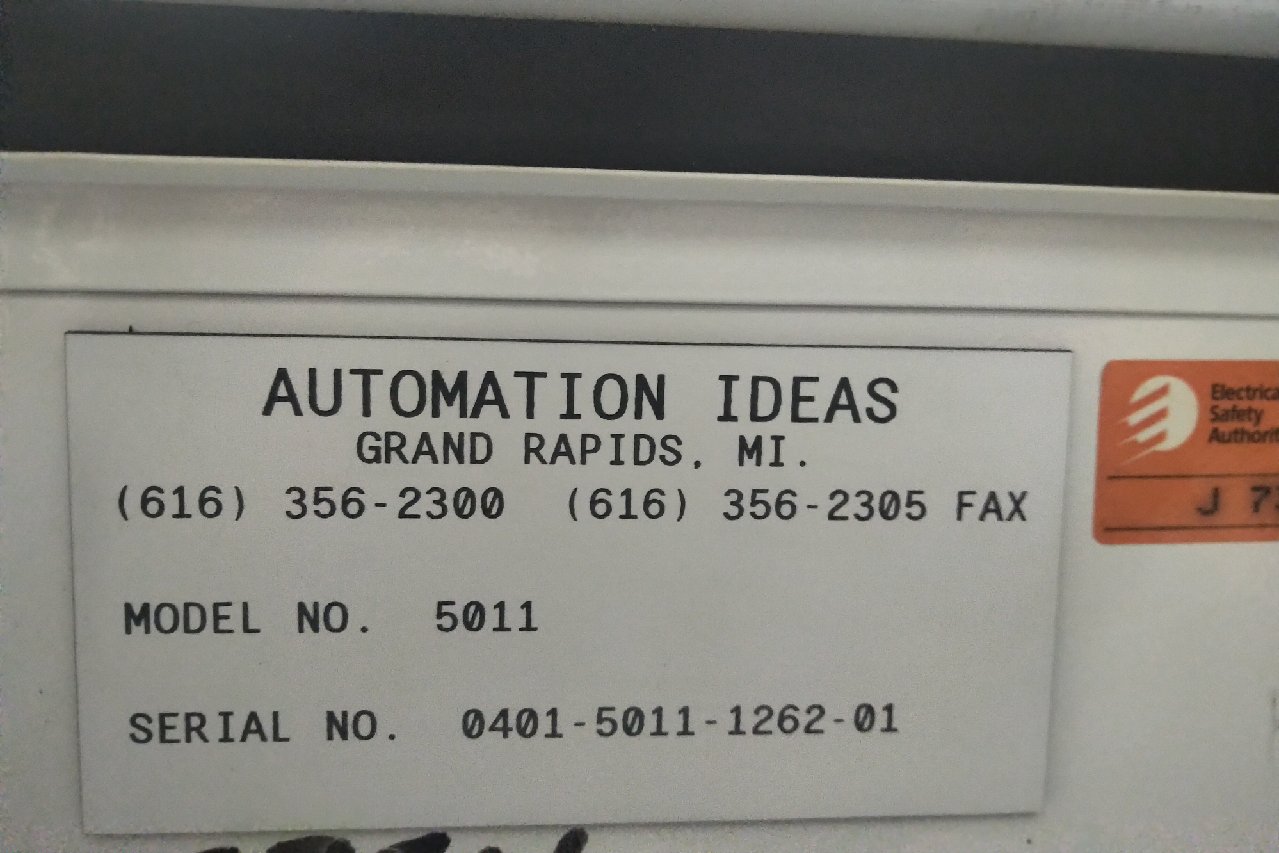 AUTOMATION IDEAS
GRAND RAPIDS, MI.
(616) 356-2300 (616) 356-2305 FAX
MODEL NO. 5011
SERIAL NO. 0401-5011-1262-01
Safety
J